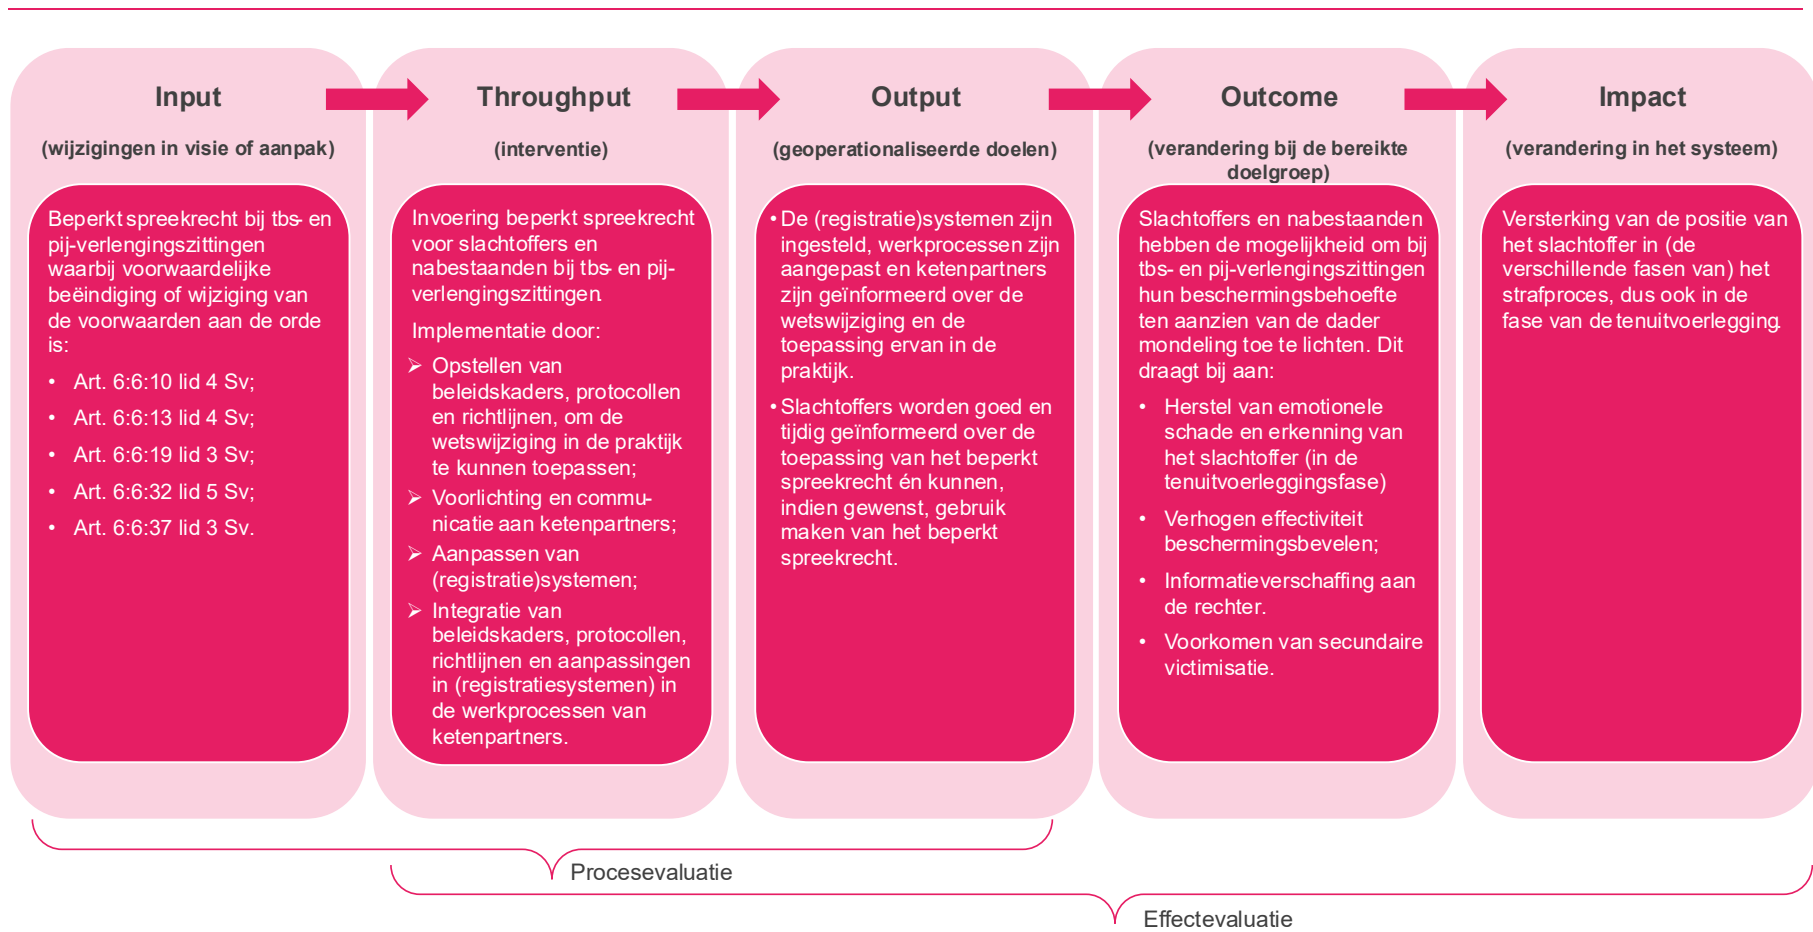 Input
(wijzigingen in visie of aanpak)
Beperkt spreekrecht bij tbs- en
pij-verlengingszittingen
waarbij voorwaardelijke
beëindiging of wijziging van
de voorwaarden aan de orde
is:
• Art. 6:6:10 lid 4 Sv;
• Art. 6:6:13 lid 4 Sv;
• Art. 6:6:19 lid 3 Sv;
• Art. 6:6:32 lid 5 Sv;
• Art. 6:6:37 lid 3 Sv.
Throughput
(interventie)
Invoering beperkt spreekrecht
voor slachtoffers en
nabestaanden bij tbs- en pij-
verlengingszittingen.
Implementatie door:
➢ Opstellen van
beleidskaders, protocollen
en richtlijnen, om de
wetswijziging in de praktijk
te kunnen toepassen;
➢ Voorlichting en commu-
nicatie aan ketenpartners;
➢ Aanpassen van
(registratie)systemen;
➢ Integratie van
beleidskaders, protocollen,
richtlijnen en aanpassingen
in (registratiesystemen) in
de werkprocessen van
ketenpartners.
Output
(geoperationaliseerde doelen)
• De (registratie)systemen zijn
ingesteld, werkprocessen zijn
aangepast en ketenpartners
zijn geïnformeerd over de
wetswijziging en de
toepassing ervan in de
praktijk.
• Slachtoffers worden goed en
tijdig geïnformeerd over de
toepassing van het beperkt
spreekrecht én kunnen,
indien gewenst, gebruik
maken van het beperkt
spreekrecht.
Outcome
(verandering bij de bereikte
doelgroep)
Slachtoffers en nabestaanden
hebben de mogelijkheid om bij
tbs- en pij-verlengingszittingen
hun beschermingsbehoefte
ten aanzien van de dader
mondeling toe te lichten. Dit
draagt bij aan:
• Herstel van emotionele
schade en erkenning van
het slachtoffer (in de
tenuitvoerleggingsfase)
• Verhogen effectiviteit
beschermingsbevelen;
• Informatieverschaffing aan
de rechter.
• Voorkomen van secundaire
victimisatie.
Impact
(verandering in het systeem)
Versterking van de positie van
het slachtoffer in (de
verschillende fasen van) het
strafproces, dus ook in de
fase van de tenuitvoerlegging.
Procesevaluatie
Effectevaluatie